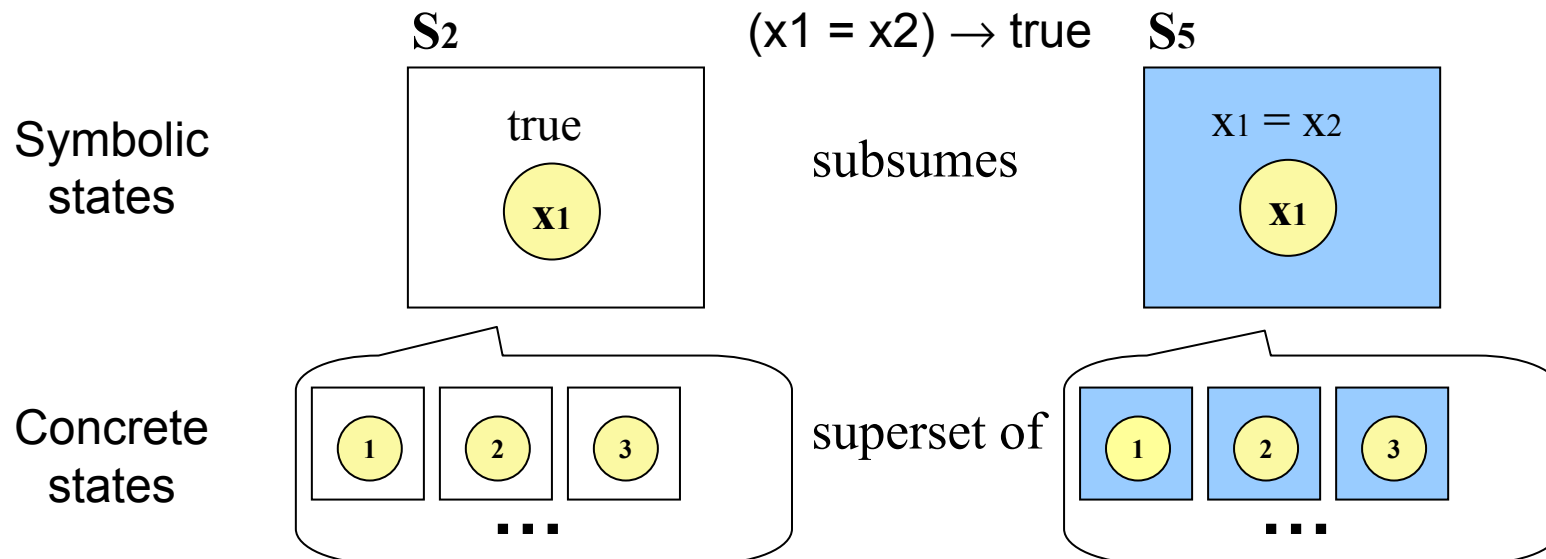 S2 (x1 = x2) → true S5
Symbolic states
true
x1
subsumes
x1 = x2
x1
Concrete states
1 2 3
...
superset of
1 2 3
...